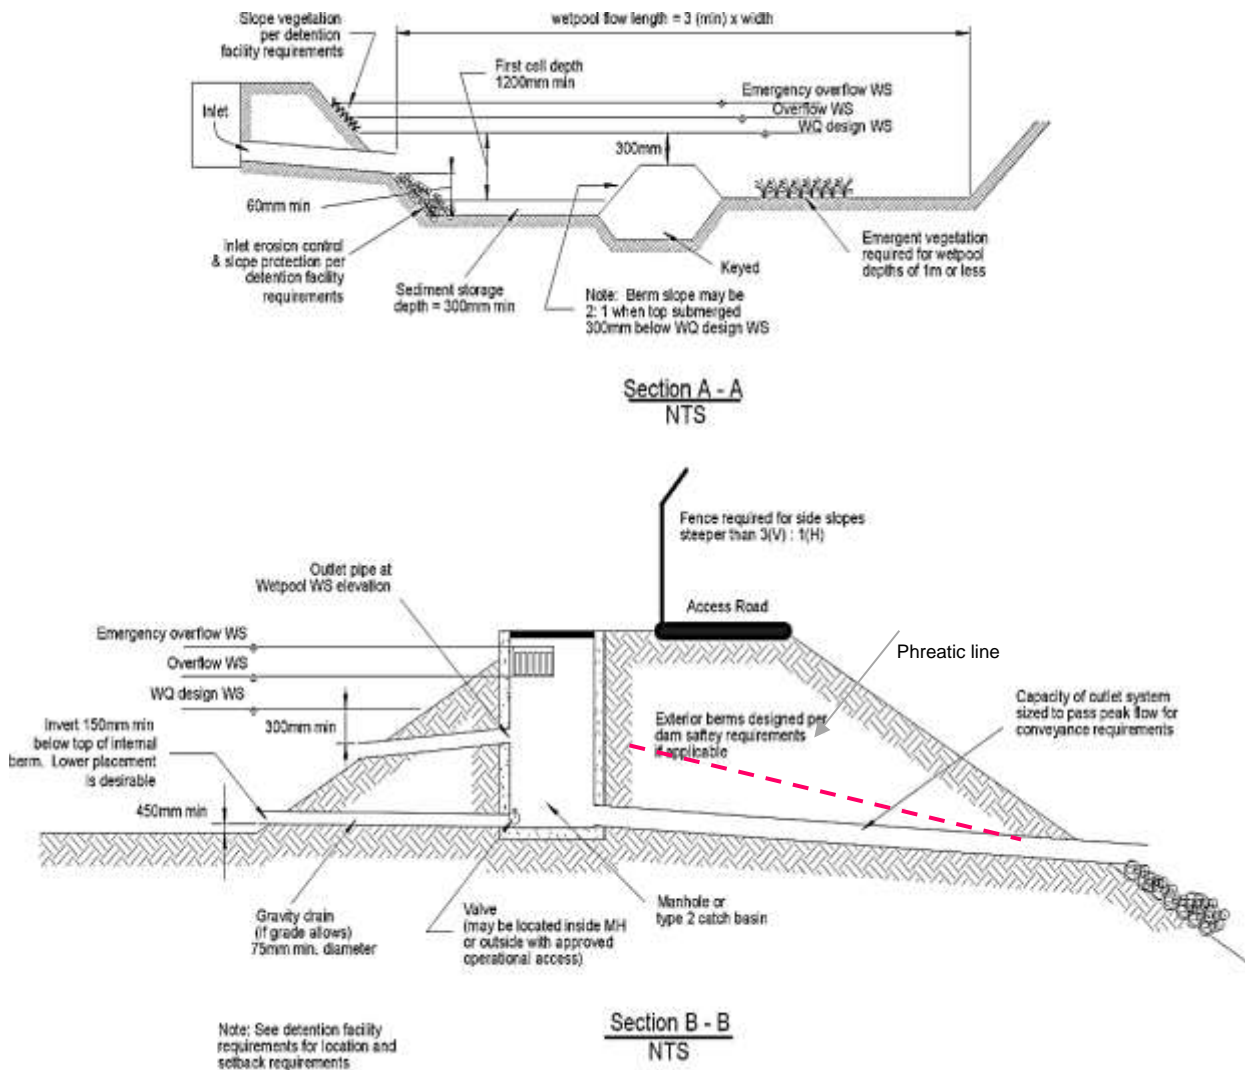 Slope vegetation
per detention
facility requirements
wetpool flow length = 3 (min) x width
First cell depth
1200mm min
Emergency overflow WS
Overflow WS
WQ design WS
Inlet
300mm
60mm min
Inlet erosion control
& slope protection per
detention facility
requirements
Sediment storage
depth = 300mm min
Keyed
Note: Berm slope may be
2: 1 when top submerged
300mm below WQ design WS
Emergent vegetation
required for wetpool
depths of 1m or less
Section A - A
NTS
Fence required for side slopes
steeper than 3(V) : 1(H)
Outlet pipe at
Wetpool WS elevation
Access Road
Emergency overflow WS
Overflow WS
WQ design WS
Phreatic line
Invert 150mm min
below top of internal
berm. Lower placement
is desirable
300mm min
Exterior berms designed per
dam saftey requirements
if applicable
Capacity of outlet system
sized to pass peak flow for
conveyance requirements
450mm min
Gravity drain
(if grade allows)
75mm min. diameter
Valve
(may be located inside MH
or outside with approved
operational access)
Manhole or
type 2 catch basin
Section B - B
NTS
Note: See detention facility
requirements for location and
setback requirements